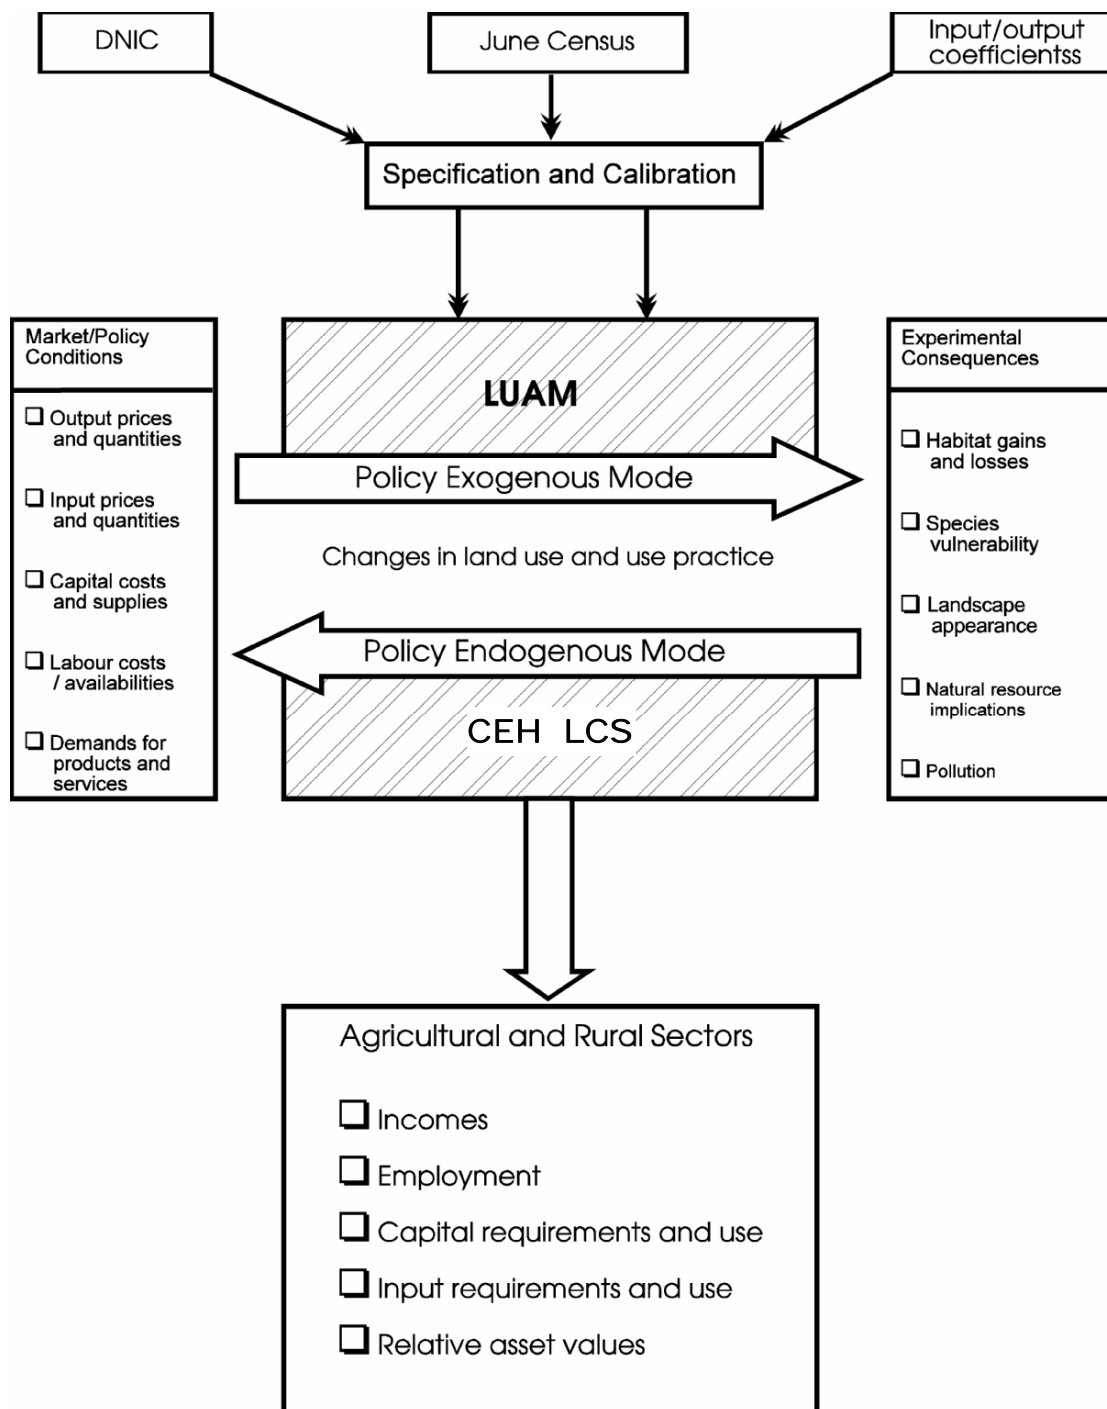 DNIC
June Census
Input/output
coefficientss
Specification and Calibration
Market/Policy
Conditions
Output prices
and quantities
Input prices
and quantities
Capital costs
and supplies
Labour costs
/ availabilities
Demands for
products and
services
LUAM
Policy Exogenous Mode
Changes in land use and use practice
Policy Endogenous Mode
CEH LCS
Experimental
Consequences
Habitat gains
and losses
Species
vulnerability
Landscape
appearance
Natural resource
implications
Pollution
Agricultural and Rural Sectors
Incomes
Employment
Capital requirements and use
Input requirements and use
Relative asset values